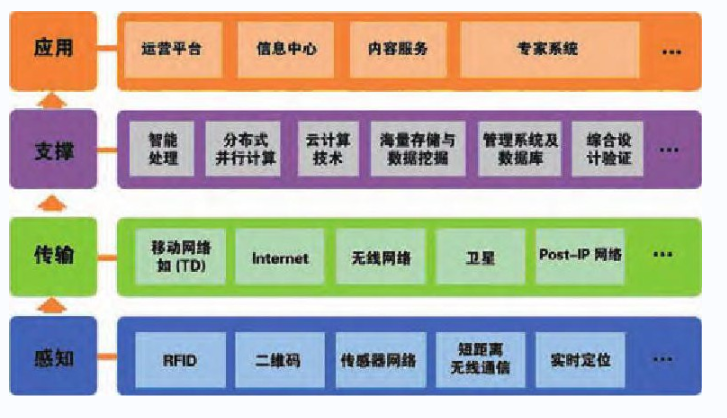 应用
运营平台
信息中心
内容服务
专家系统
...
支撑
智能
处理
分布式
并行计算
云计算
技术
海量存储与
数据挖掘
管理系统及
数据库
综合设
计验证
...
传输
移动网络
如 (TD)
Internet
无线网络
卫星
Post-IP 网络
...
感知
RFID
二维码
传感器网络
短距离
无线通信
实时定位
...